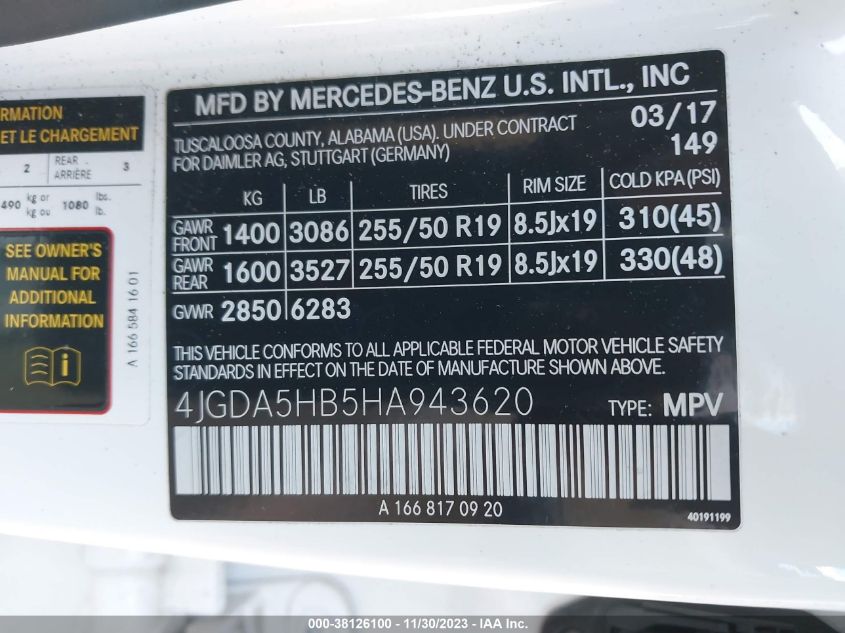 RMATION
ET LE CHARGEMENT
2 REAR ARRIÈRE 3
490 kg or kg ou 1080 lbs. lb.
SEE OWNER'S
MANUAL FOR
ADDITIONAL
INFORMATION
A 166 584 16 01
MFD BY MERCEDES-BENZ U.S. INTL., INC
TUSCALOOSA COUNTY, ALABAMA (USA). UNDER CONTRACT
FOR DAIMLER AG, STUTTGART (GERMANY)
03/17
149
KG LB TIRES RIM SIZE COLD KPA (PSI)
GAWR FRONT 1400 3086 255/50 R19 8.5Jx19 310(45)
GAWR REAR 1600 3527 255/50 R19 8.5Jx19 330(48)
GVWR 2850 6283
THIS VEHICLE CONFORMS TO ALL APPLICABLE FEDERAL MOTOR VEHICLE SAFETY
STANDARDS IN EFFECT ON THE DATE OF MANUFACTURE SHOWN ABOVE.
4JGDA5HB5HA943620 TYPE: MPV
A 166 817 09 20
40191199
000-38126100 - 11/30/2023 - IAA Inc.